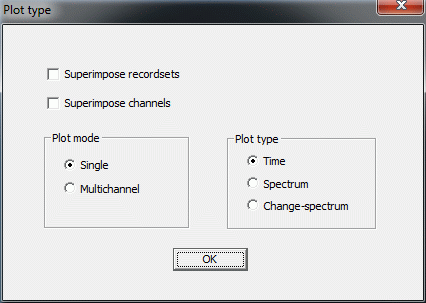 Plot type
Superimpose recordsets
Superimpose channels
Plot mode
Single
Multichannel
Plot type
Time
Spectrum
Change-spectrum
OK